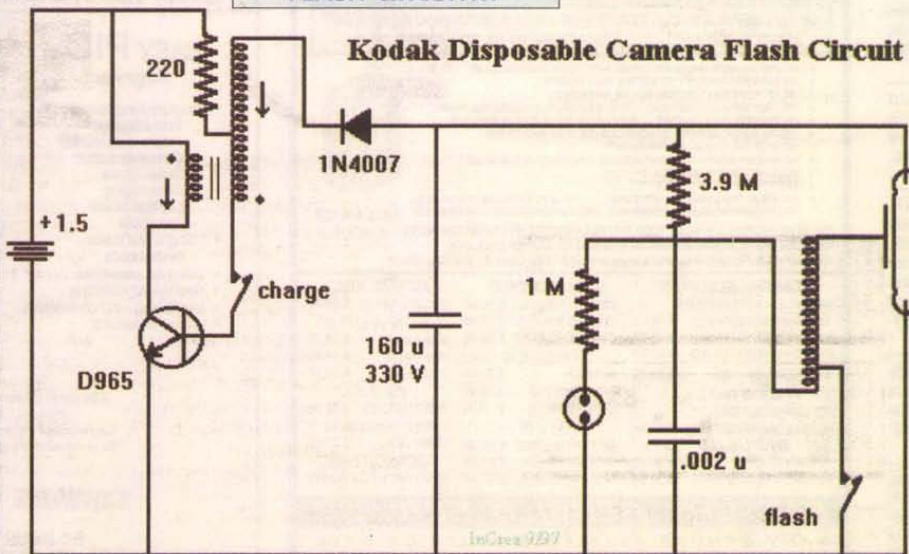 Kodak Disposable Camera Flash Circuit
220
1N4007
3.9 M
+1.5
charge
1 M
160 u
330 V
D965
.002 u
flash
InCrea 9/97